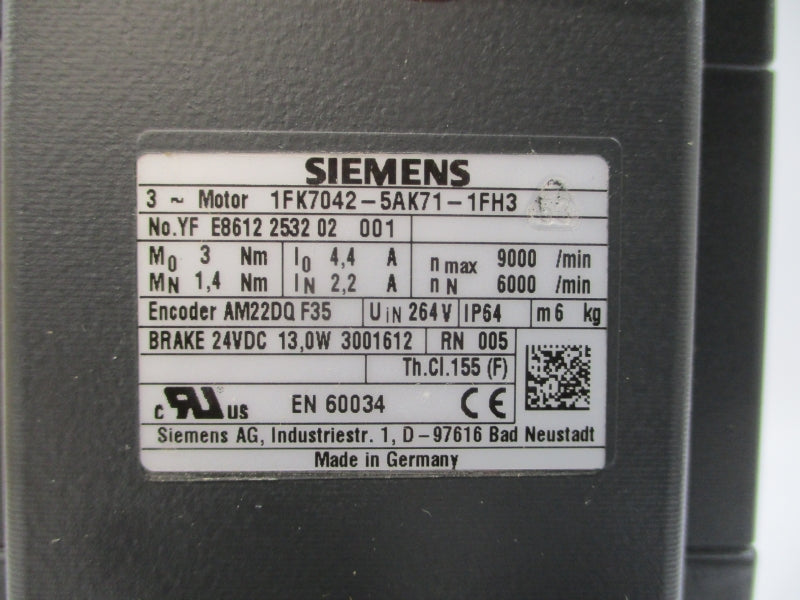 SIEMENS
3 ~ Motor 1FK7042-5AK71-1FH3
No.YF E8612 2532 02 001
M0 3 Nm I0 4,4 A n max 9000 /min
MN 1,4 Nm IN 2,2 A n N 6000 /min
Encoder AM22DQ F35 UIN 264 V IP64 m 6 kg
BRAKE 24VDC 13,0W 3001612 RN 005
Th.Cl.155 (F)
c RU US EN 60034 CE
Siemens AG, Industriestr. 1, D-97616 Bad Neustadt
Made in Germany